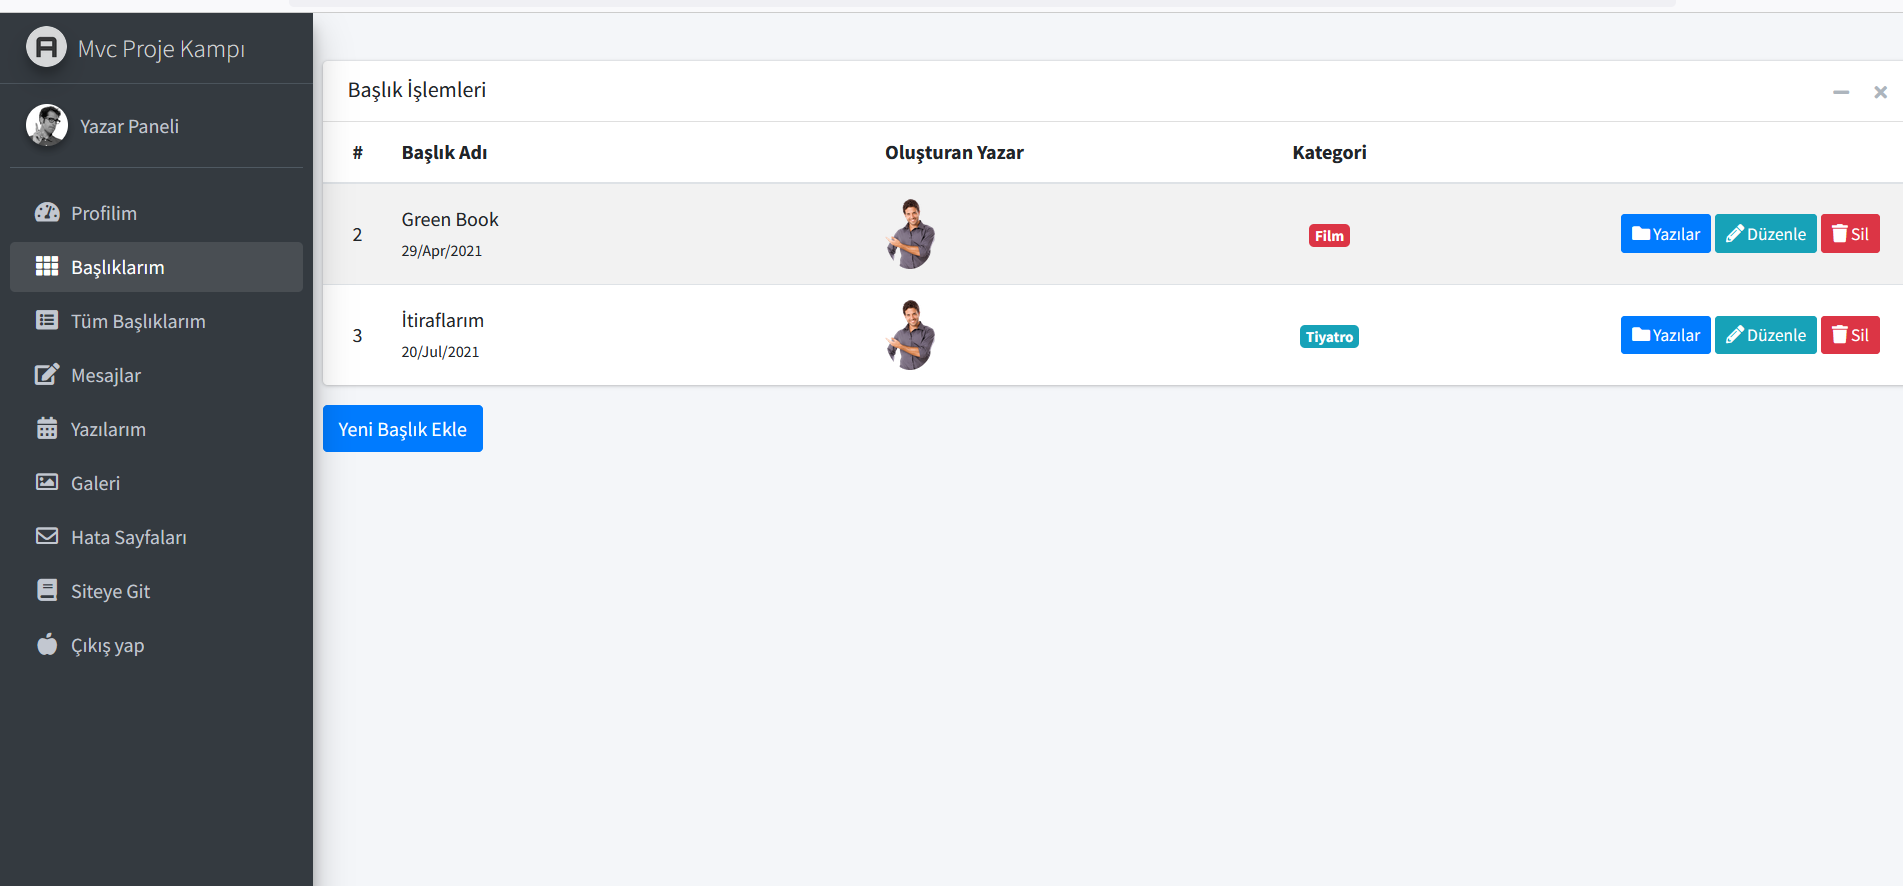 Mvc Proje Kampı
Yazar Paneli
Profilim
Başlıklarım
Tüm Başlıklarım
Mesajlar
Yazılarım
Galeri
Hata Sayfaları
Siteye Git
Çıkış yap
Başlık İşlemleri
# Başlık Adı Oluşturan Yazar Kategori
2 Green Book Film Yazılar Düzenle Sil
29/Apr/2021
3 İtiraflarım Tiyatro Yazılar Düzenle Sil
20/Jul/2021
Yeni Başlık Ekle